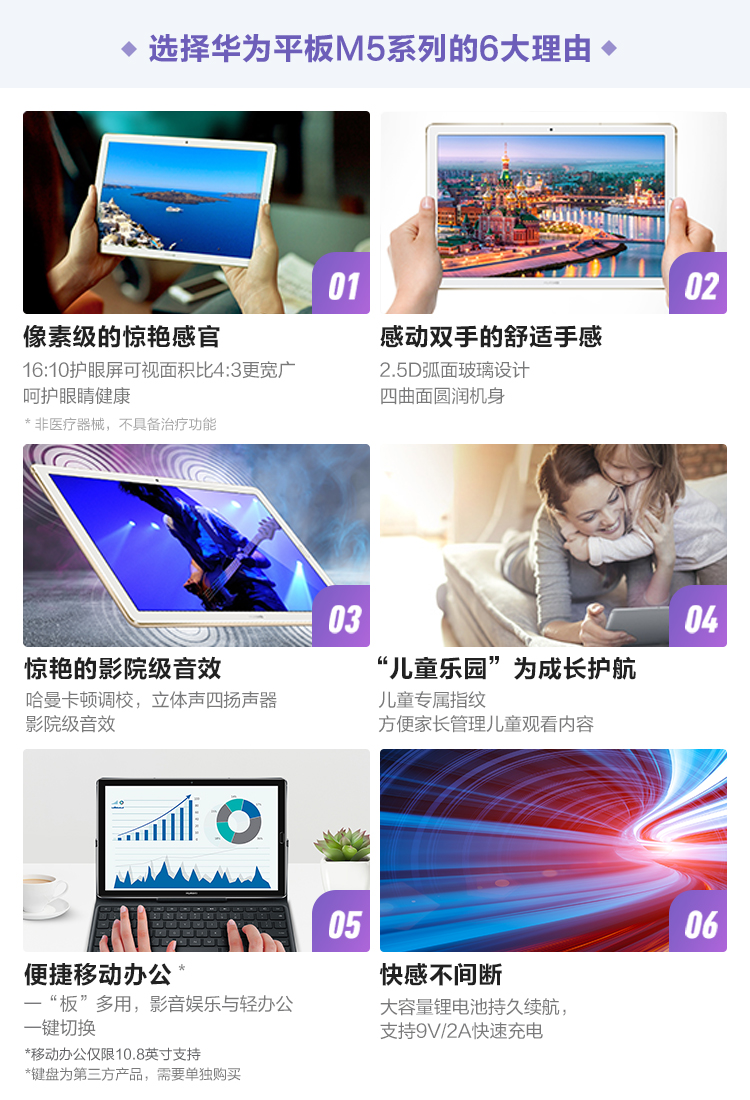 选择华为平板M5系列的6大理由
01
02
像素级的惊艳感官
16:10护眼屏可视面积比4:3更宽广
呵护眼睛健康
* 非医疗器械，不具备治疗功能
感动双手的舒适手感
2.5D弧面玻璃设计
四曲面圆润机身
03
04
惊艳的影院级音效
哈曼卡顿调校，立体声四扬声器
影院级音效
“儿童乐园”为成长护航
儿童专属指纹
方便家长管理儿童观看内容
05
06
便捷移动办公 *
一“板”多用，影音娱乐与轻办公
一键切换
*移动办公仅限10.8英寸支持
*键盘为第三方产品，需要单独购买
快感不间断
大容量锂电池持久续航，
支持9V/2A快速充电